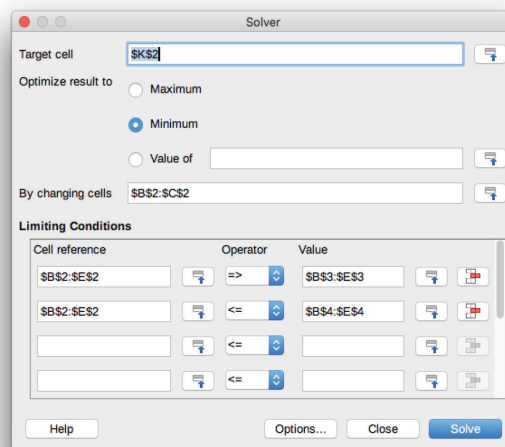 Solver
Target cell $K$2
Optimize result to
Maximum
Minimum
Value of
By changing cells $B$2:$C$2
Limiting Conditions
Cell reference Operator Value
$B$2:$E$2 => $B$3:$E$3
$B$2:$E$2 <= $B$4:$E$4
<=
<=
Help Options... Close Solve